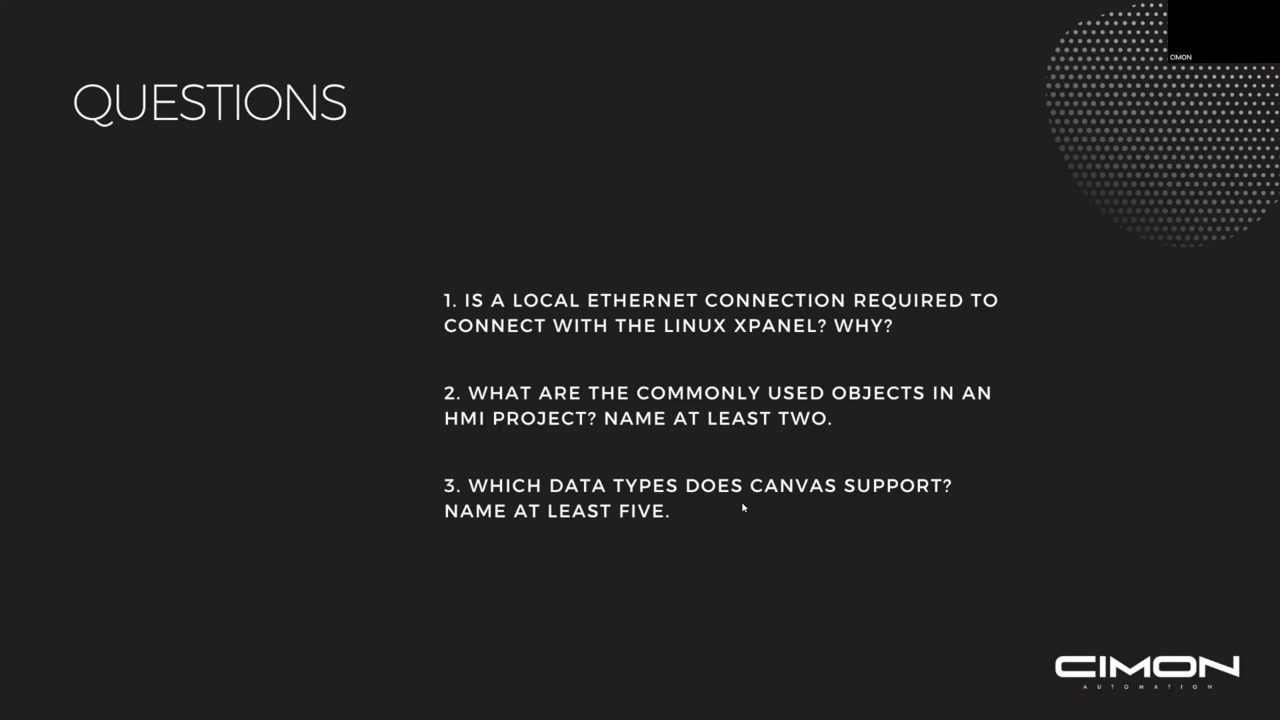 CIMON
QUESTIONS
1. IS A LOCAL ETHERNET CONNECTION REQUIRED TO
CONNECT WITH THE LINUX XPANEL? WHY?
2. WHAT ARE THE COMMONLY USED OBJECTS IN AN
HMI PROJECT? NAME AT LEAST TWO.
3. WHICH DATA TYPES DOES CANVAS SUPPORT?
NAME AT LEAST FIVE.
CIMON
AUTOMATION